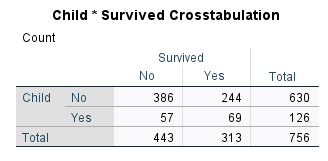 Child * Survived Crosstabulation
Count
Survived
No Yes Total
Child No 386 244 630
Yes 57 69 126
Total 443 313 756